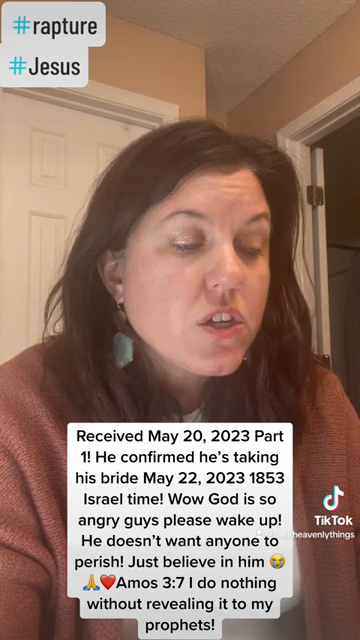 #rapture
#Jesus
Received May 20, 2023 Part
1! He confirmed he's taking
his bride May 22, 2023 1853
Israel time! Wow God is so
angry guys please wake up!
He doesn't want anyone to
perish! Just believe in him 😭
🙏❤️Amos 3:7 I do nothing
without revealing it to my
prophets!
TikTok